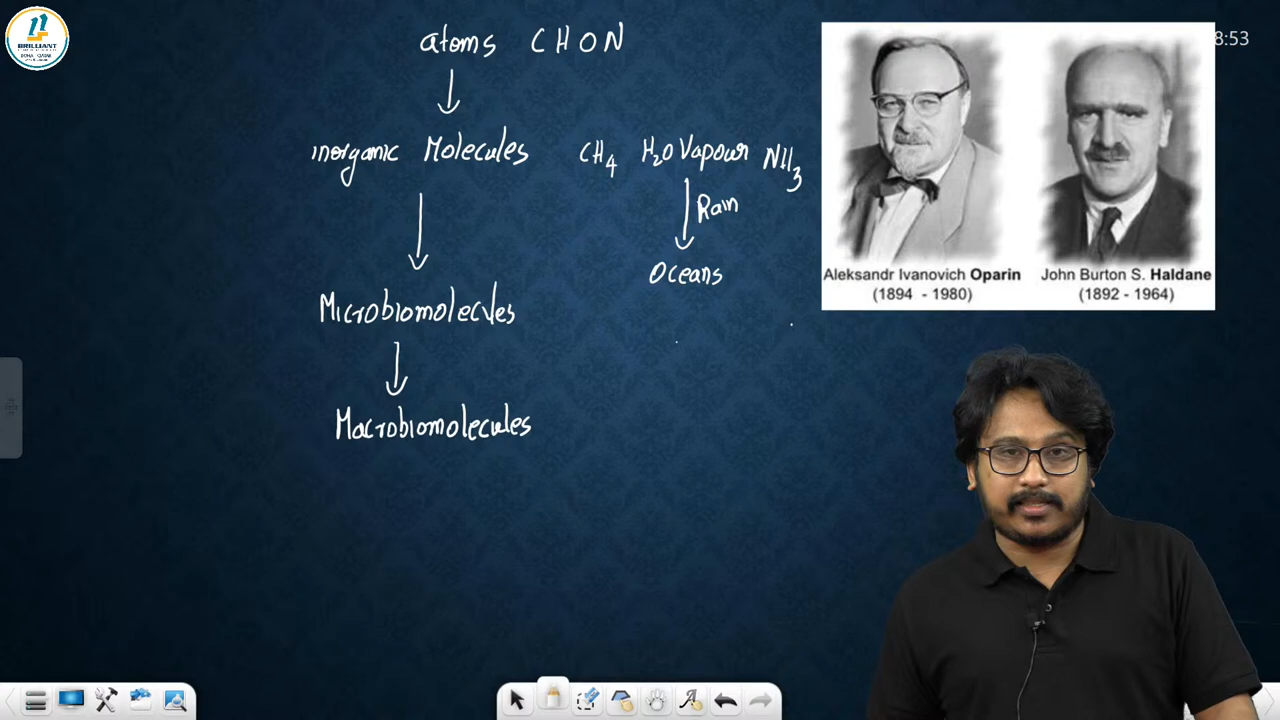 BRILLIANT
atoms C H O N
8:53
inorganic Molecules CH4 H2O Vapour NH3
Rain
Oceans
Aleksandr Ivanovich Oparin
(1894 - 1980)
John Burton S. Haldane
(1892 - 1964)
Microbiomolecules
Macrobiomolecules